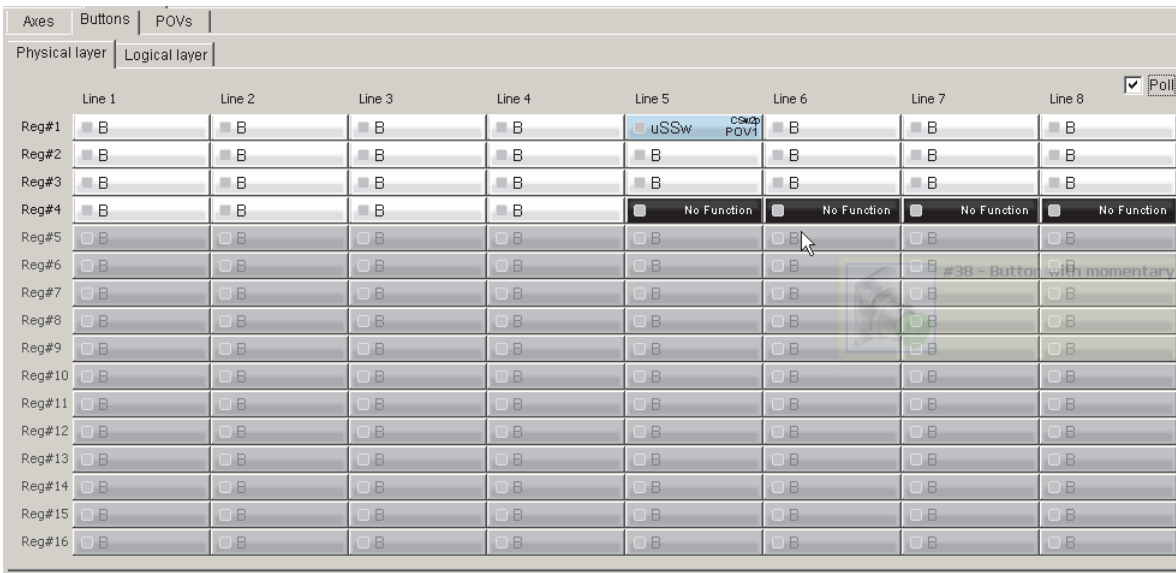 Axes Buttons POVs
Physical layer Logical layer
Poll
Line 1 Line 2 Line 3 Line 4 Line 5 Line 6 Line 7 Line 8
Reg#1 B B B B uSSw CSw2p POV1 B B B
Reg#2 B B B B B B B B
Reg#3 B B B B B B B B
Reg#4 B B B B No Function No Function No Function No Function
Reg#5 B B B B B B B B
Reg#6 B B B B B B B B
#38 - Button with momentary
Reg#7 B B B B B B B B
Reg#8 B B B B B B B B
Reg#9 B B B B B B B B
Reg#10 B B B B B B B B
Reg#11 B B B B B B B B
Reg#12 B B B B B B B B
Reg#13 B B B B B B B B
Reg#14 B B B B B B B B
Reg#15 B B B B B B B B
Reg#16 B B B B B B B B